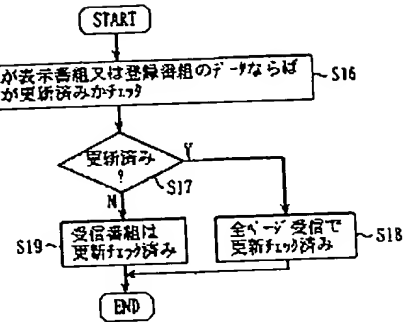 START
が表示番組又は登録番組のデータならば
が更新済みかチェック
S16
更新済み
?
Y
N
S17
受信番組は
更新チェック済み
S19
全ページ受信で
更新チェック済み
S18
END